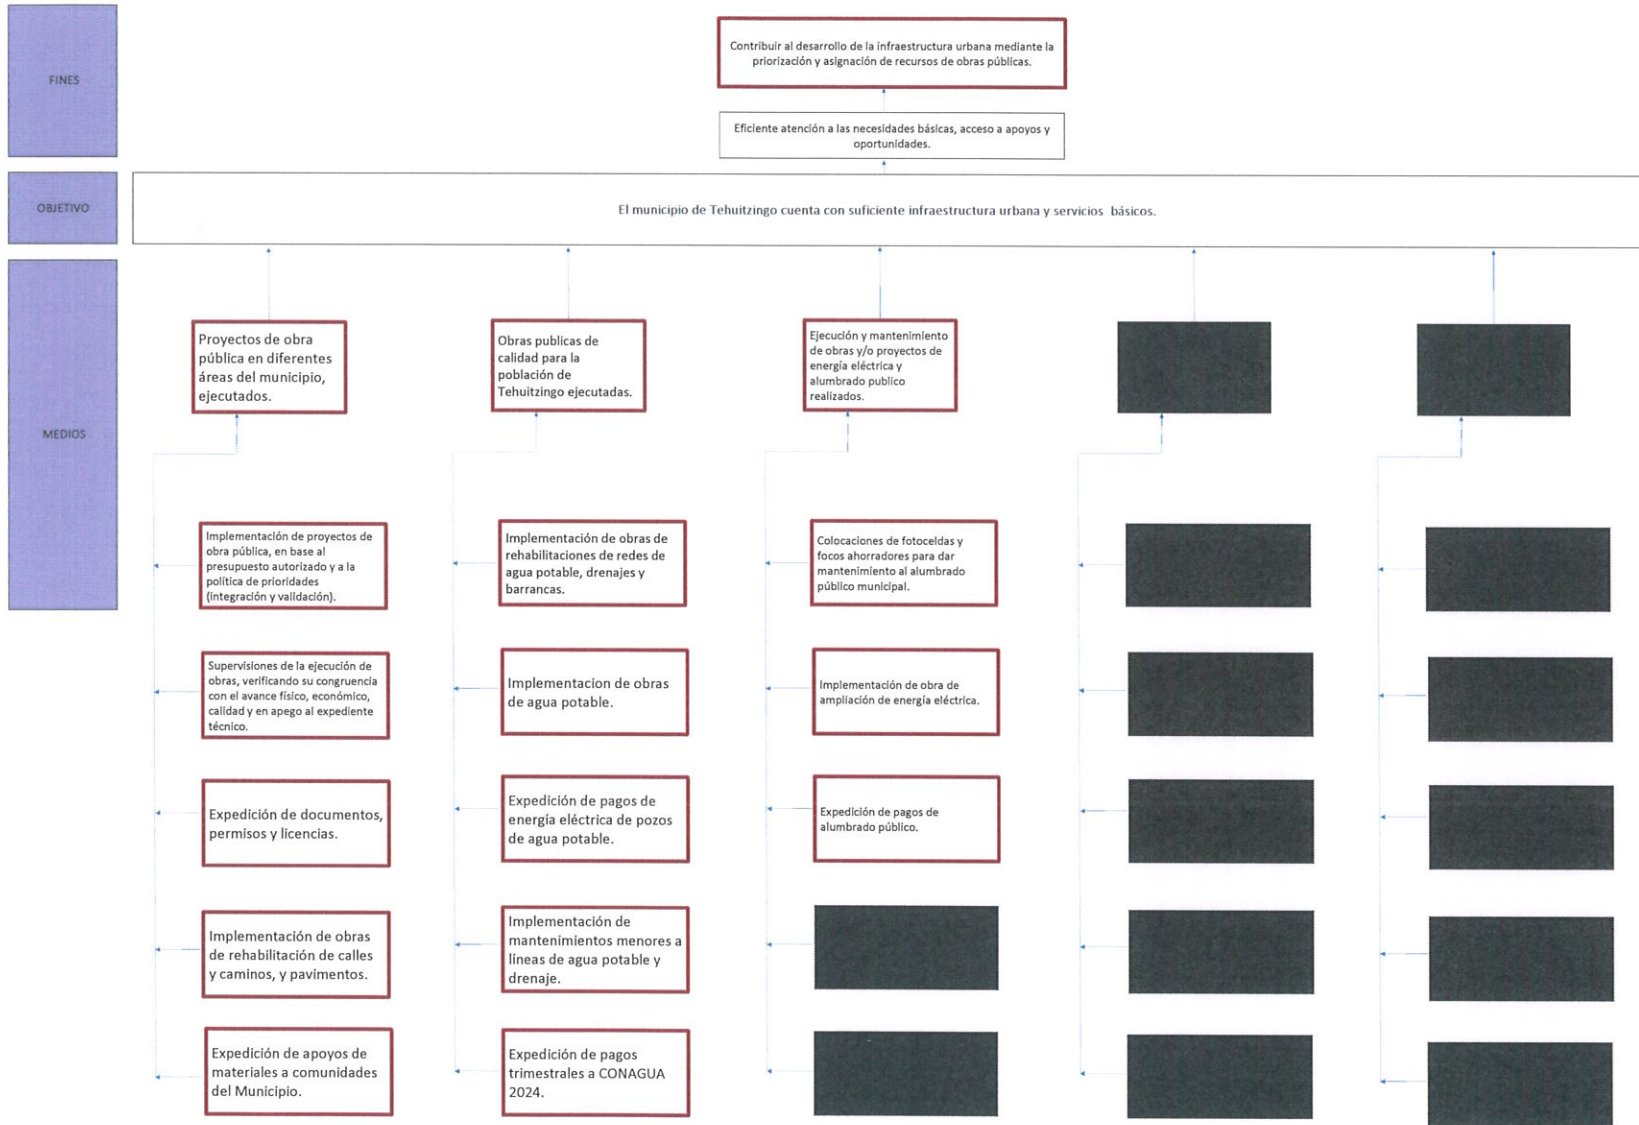 FINES
Contribuir al desarrollo de la infraestructura urbana mediante la
priorización y asignación de recursos de obras públicas.
Eficiente atención a las necesidades básicas, acceso a apoyos y
oportunidades.
OBJETIVO
El municipio de Tehuitzingo cuenta con suficiente infraestructura urbana y servicios básicos.
MEDIOS
Proyectos de obra
pública en diferentes
áreas del municipio,
ejecutados.
Obras publicas de
calidad para la
población de
Tehuitzingo ejecutadas.
Ejecución y mantenimiento
de obras y/o proyectos de
energía eléctrica y
alumbrado publico
realizados.
Implementación de proyectos de
obra pública, en base al
presupuesto autorizado y a la
política de prioridades
(integración y validación).
Implementación de obras de
rehabilitaciones de redes de
agua potable, drenajes y
barrancas.
Colocaciones de fotoceldas y
focos ahorradores para dar
mantenimiento al alumbrado
público municipal.
Supervisiones de la ejecución de
obras, verificando su congruencia
con el avance físico, económico,
calidad y en apego al expediente
técnico.
Implementacion de obras
de agua potable.
Implementación de obra de
ampliación de energía eléctrica.
Expedición de documentos,
permisos y licencias.
Expedición de pagos de
energía eléctrica de pozos
de agua potable.
Expedición de pagos de
alumbrado público.
Implementación de obras
de rehabilitación de calles
y caminos, y pavimentos.
Implementación de
mantenimientos menores a
líneas de agua potable y
drenaje.
Expedición de apoyos de
materiales a comunidades
del Municipio.
Expedición de pagos
trimestrales a CONAGUA
2024.